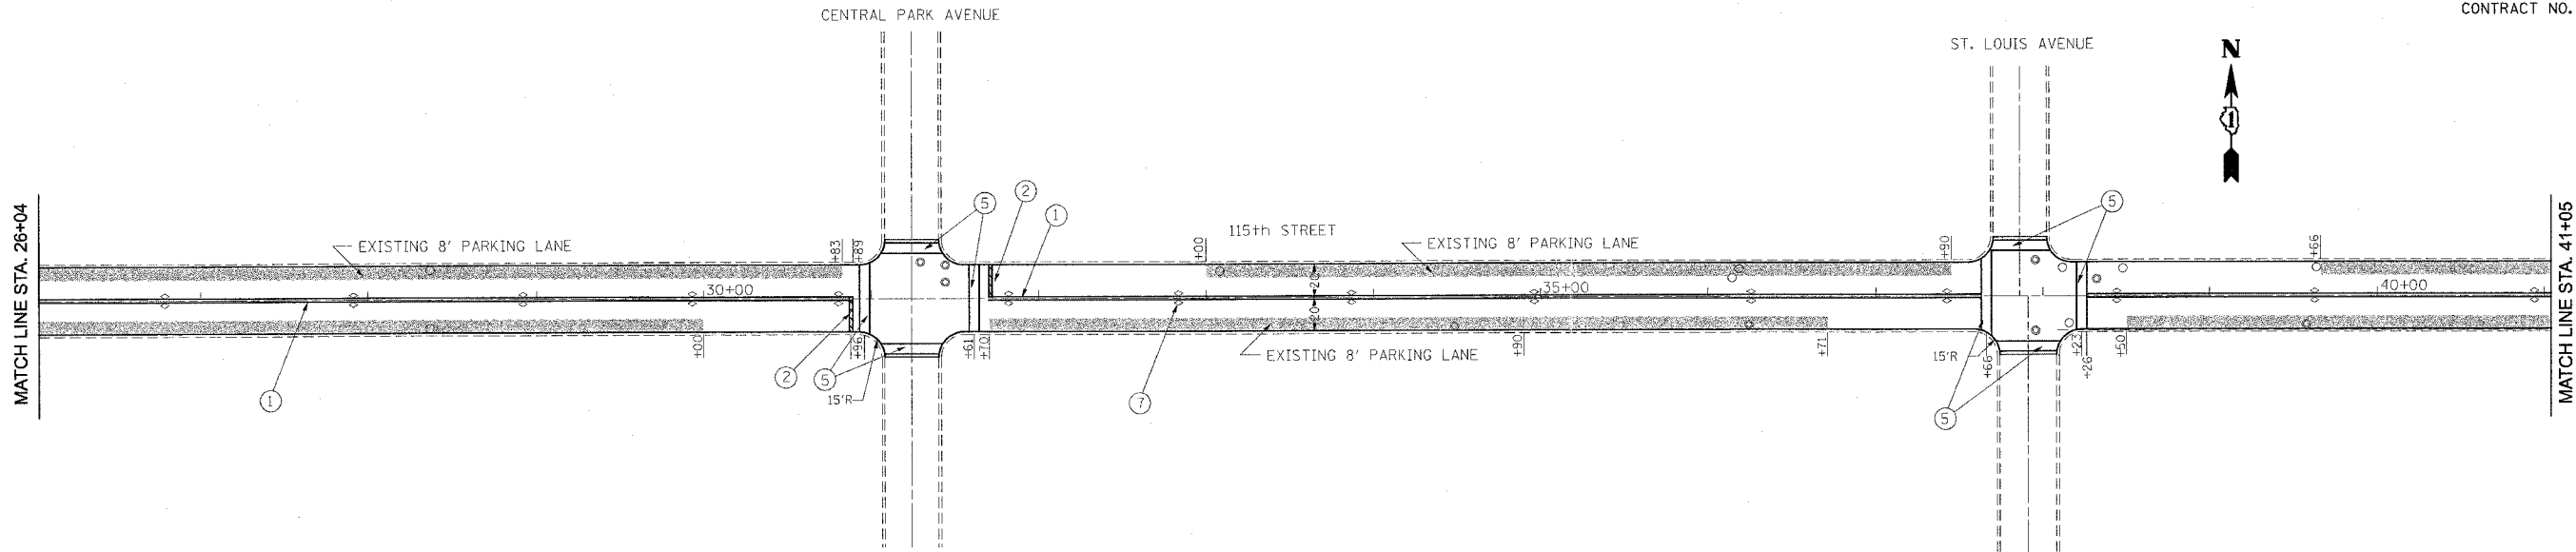 CONTRACT NO.
CENTRAL PARK AVENUE
ST. LOUIS AVENUE
N
1
MATCH LINE STA. 26+04
MATCH LINE STA. 41+05
5
2
1
5
115th STREET
EXISTING 8' PARKING LANE
+83
+89
+00
EXISTING 8' PARKING LANE
+90
+66
30+00
35+00
40+00
20
20
+00
+96
+61
+70
EXISTING 8' PARKING LANE
+90
+71
15'R
+66
+23
+26
+50
2
5
15'R
1
7
5